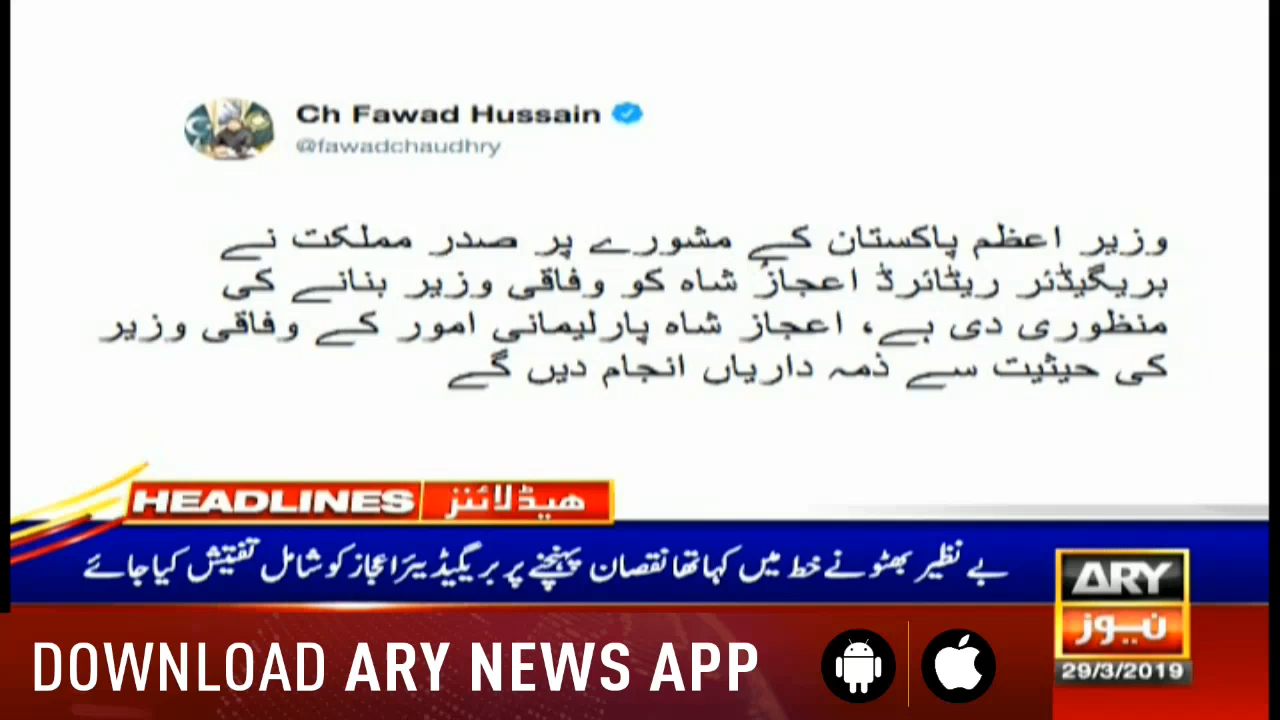 Ch Fawad Hussain
@fawadchaudhry
وزیر اعظم پاکستان کے مشورے پر صدر مملکت نے
بریگیڈئر ریٹائرڈ اعجاز شاہ کو وفاقی وزیر بنانے کی
منظوری دی ہے، اعجاز شاہ پارلیمانی امور کے وفاقی وزیر
کی حیثیت سے ذمہ داریاں انجام دیں گے
HEADLINES ھیڈلائنز
بے نظیر بھٹو نے خط میں کہا تھا نقصان پہنچنے پر بریگیڈیئر اعجاز کو شامل تفتیش کیا جائے
ARY
نیوز
29/3/2019
DOWNLOAD ARY NEWS APP